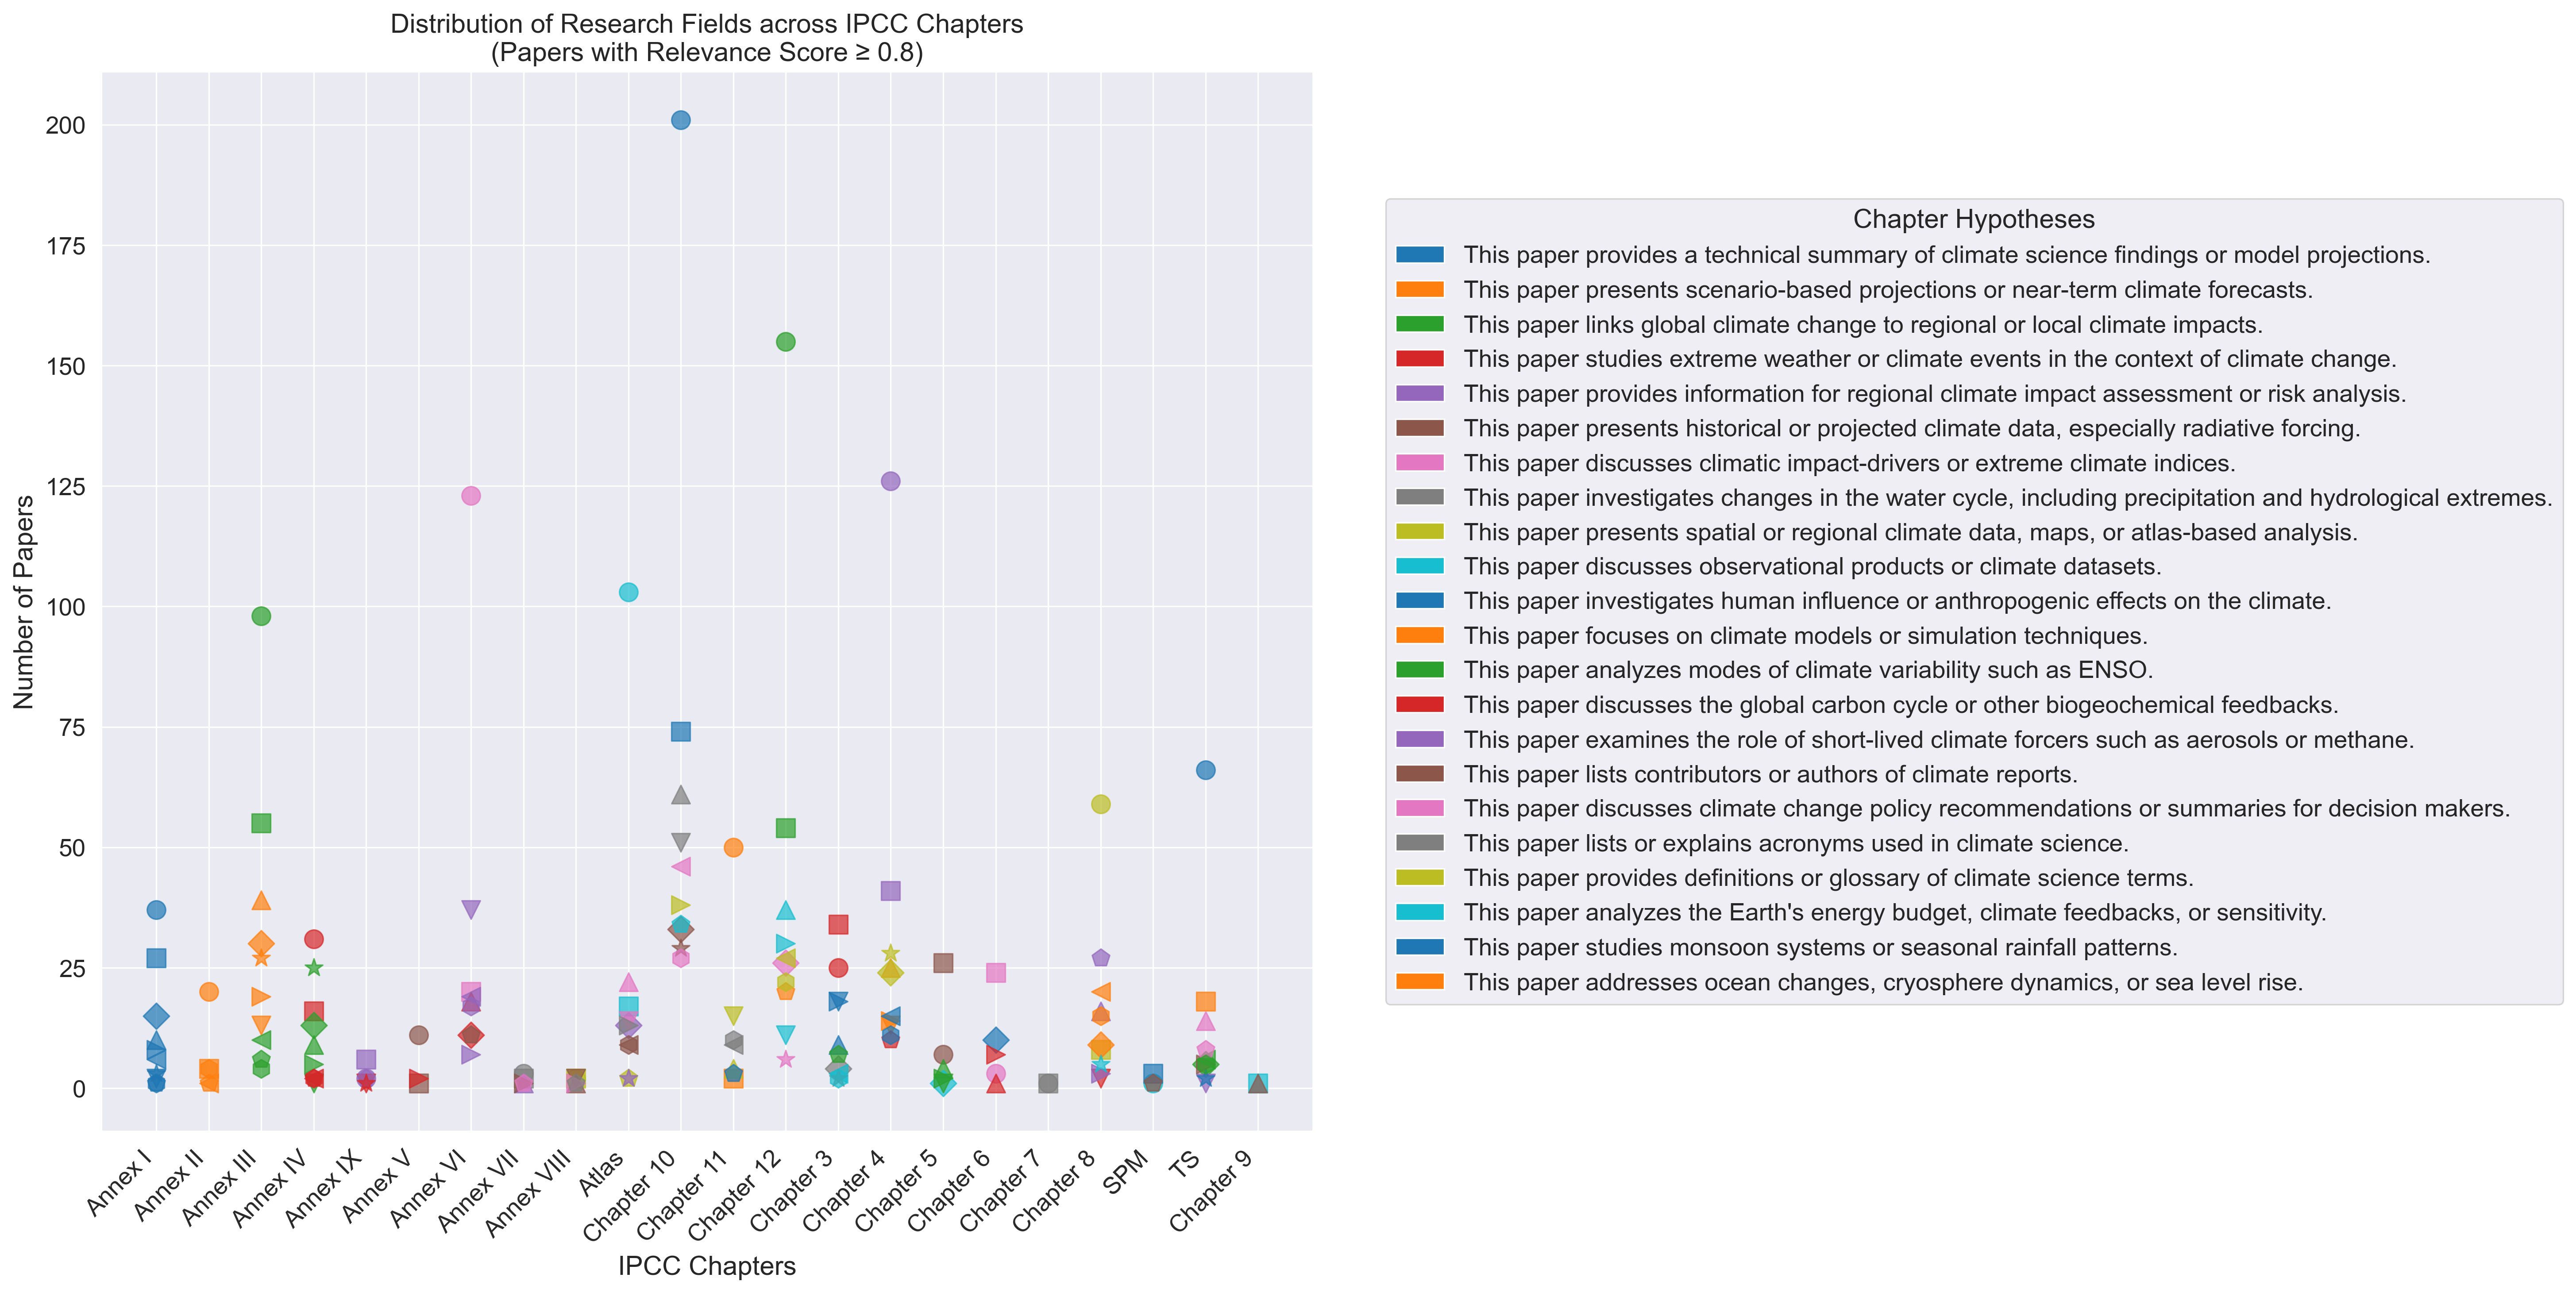 Distribution of Research Fields across IPCC Chapters
(Papers with Relevance Score ≥ 0.8)
Number of Papers
200
175
150
125
100
75
50
25
0
Annex I
Annex II
Annex III
Annex IV
Annex IX
Annex V
Annex VI
Annex VII
Annex VIII
Atlas
Chapter 10
Chapter 11
Chapter 12
Chapter 3
Chapter 4
Chapter 5
Chapter 6
Chapter 7
Chapter 8
SPM
TS
Chapter 9
IPCC Chapters
Chapter Hypotheses
This paper provides a technical summary of climate science findings or model projections.
This paper presents scenario-based projections or near-term climate forecasts.
This paper links global climate change to regional or local climate impacts.
This paper studies extreme weather or climate events in the context of climate change.
This paper provides information for regional climate impact assessment or risk analysis.
This paper presents historical or projected climate data, especially radiative forcing.
This paper discusses climatic impact-drivers or extreme climate indices.
This paper investigates changes in the water cycle, including precipitation and hydrological extremes.
This paper presents spatial or regional climate data, maps, or atlas-based analysis.
This paper discusses observational products or climate datasets.
This paper investigates human influence or anthropogenic effects on the climate.
This paper focuses on climate models or simulation techniques.
This paper analyzes modes of climate variability such as ENSO.
This paper discusses the global carbon cycle or other biogeochemical feedbacks.
This paper examines the role of short-lived climate forcers such as aerosols or methane.
This paper lists contributors or authors of climate reports.
This paper discusses climate change policy recommendations or summaries for decision makers.
This paper lists or explains acronyms used in climate science.
This paper provides definitions or glossary of climate science terms.
This paper analyzes the Earth's energy budget, climate feedbacks, or sensitivity.
This paper studies monsoon systems or seasonal rainfall patterns.
This paper addresses ocean changes, cryosphere dynamics, or sea level rise.